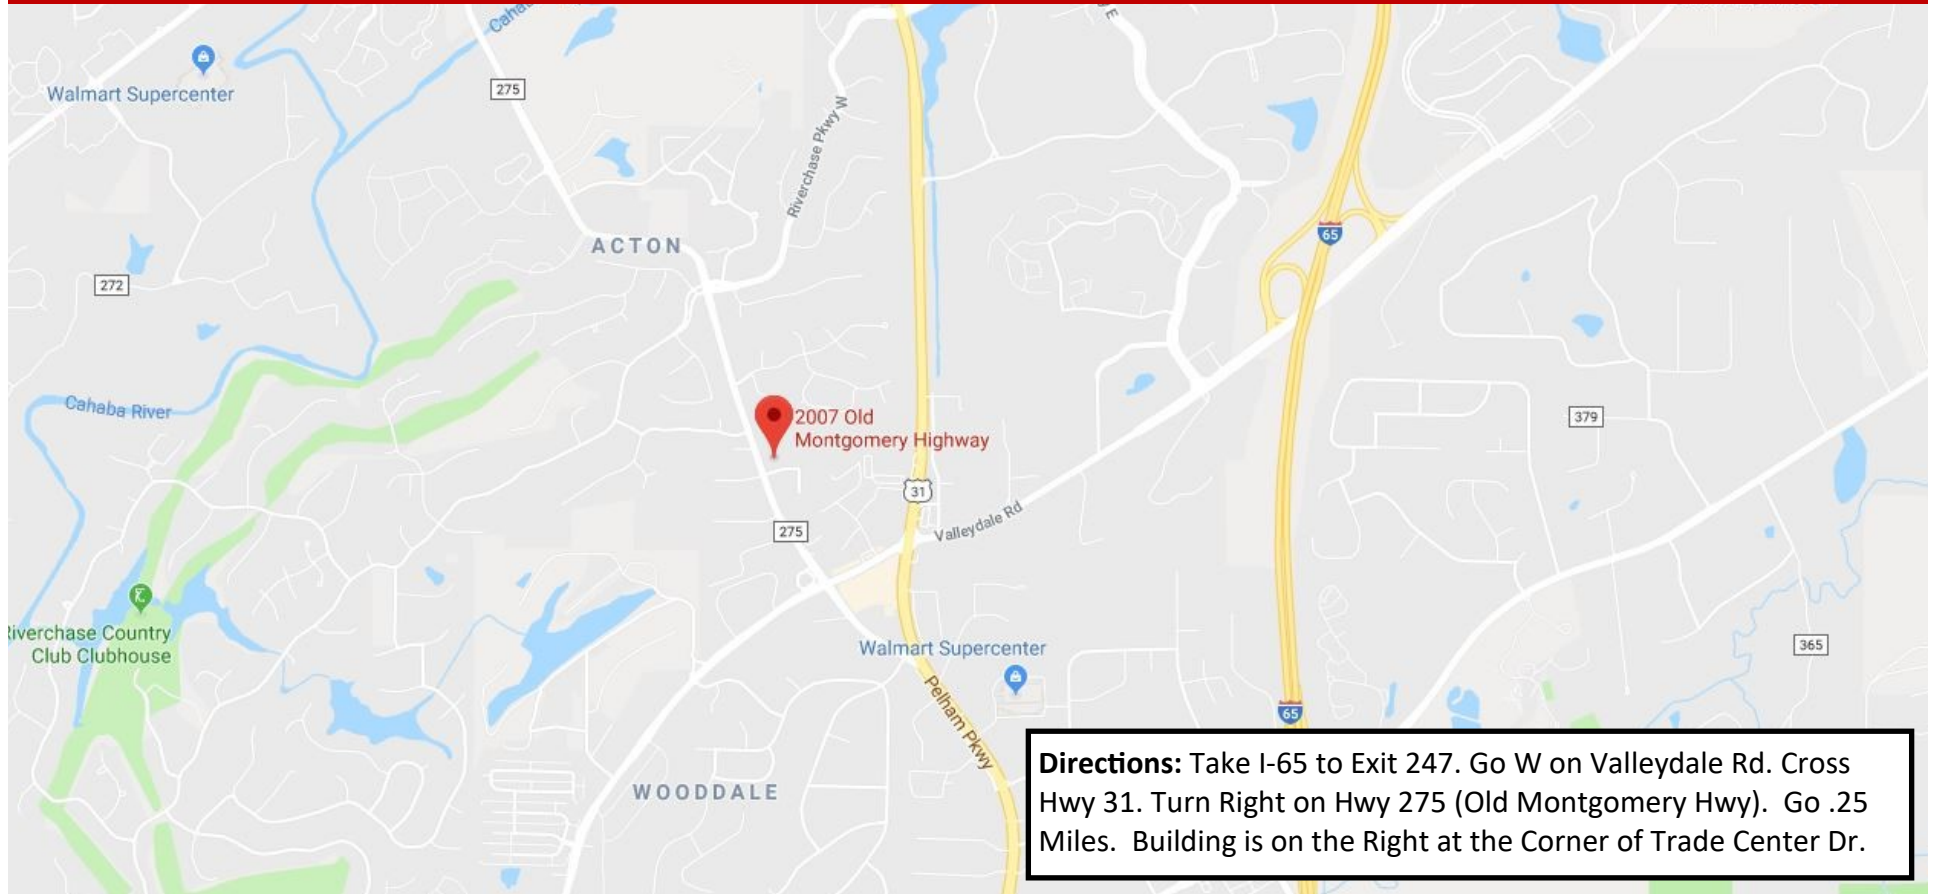 Walmart Supercenter
275
Riverchase Pkwy W
ACTON
65
272
Cahaba River
2007 Old
Montgomery Highway
379
31
275
Valleydale Rd
Riverchase Country
Club Clubhouse
Walmart Supercenter
365
Pelham Pkwy
65
WOODDALE
Directions: Take I-65 to Exit 247. Go W on Valleydale Rd. Cross
Hwy 31. Turn Right on Hwy 275 (Old Montgomery Hwy).  Go .25
Miles.  Building is on the Right at the Corner of Trade Center Dr.